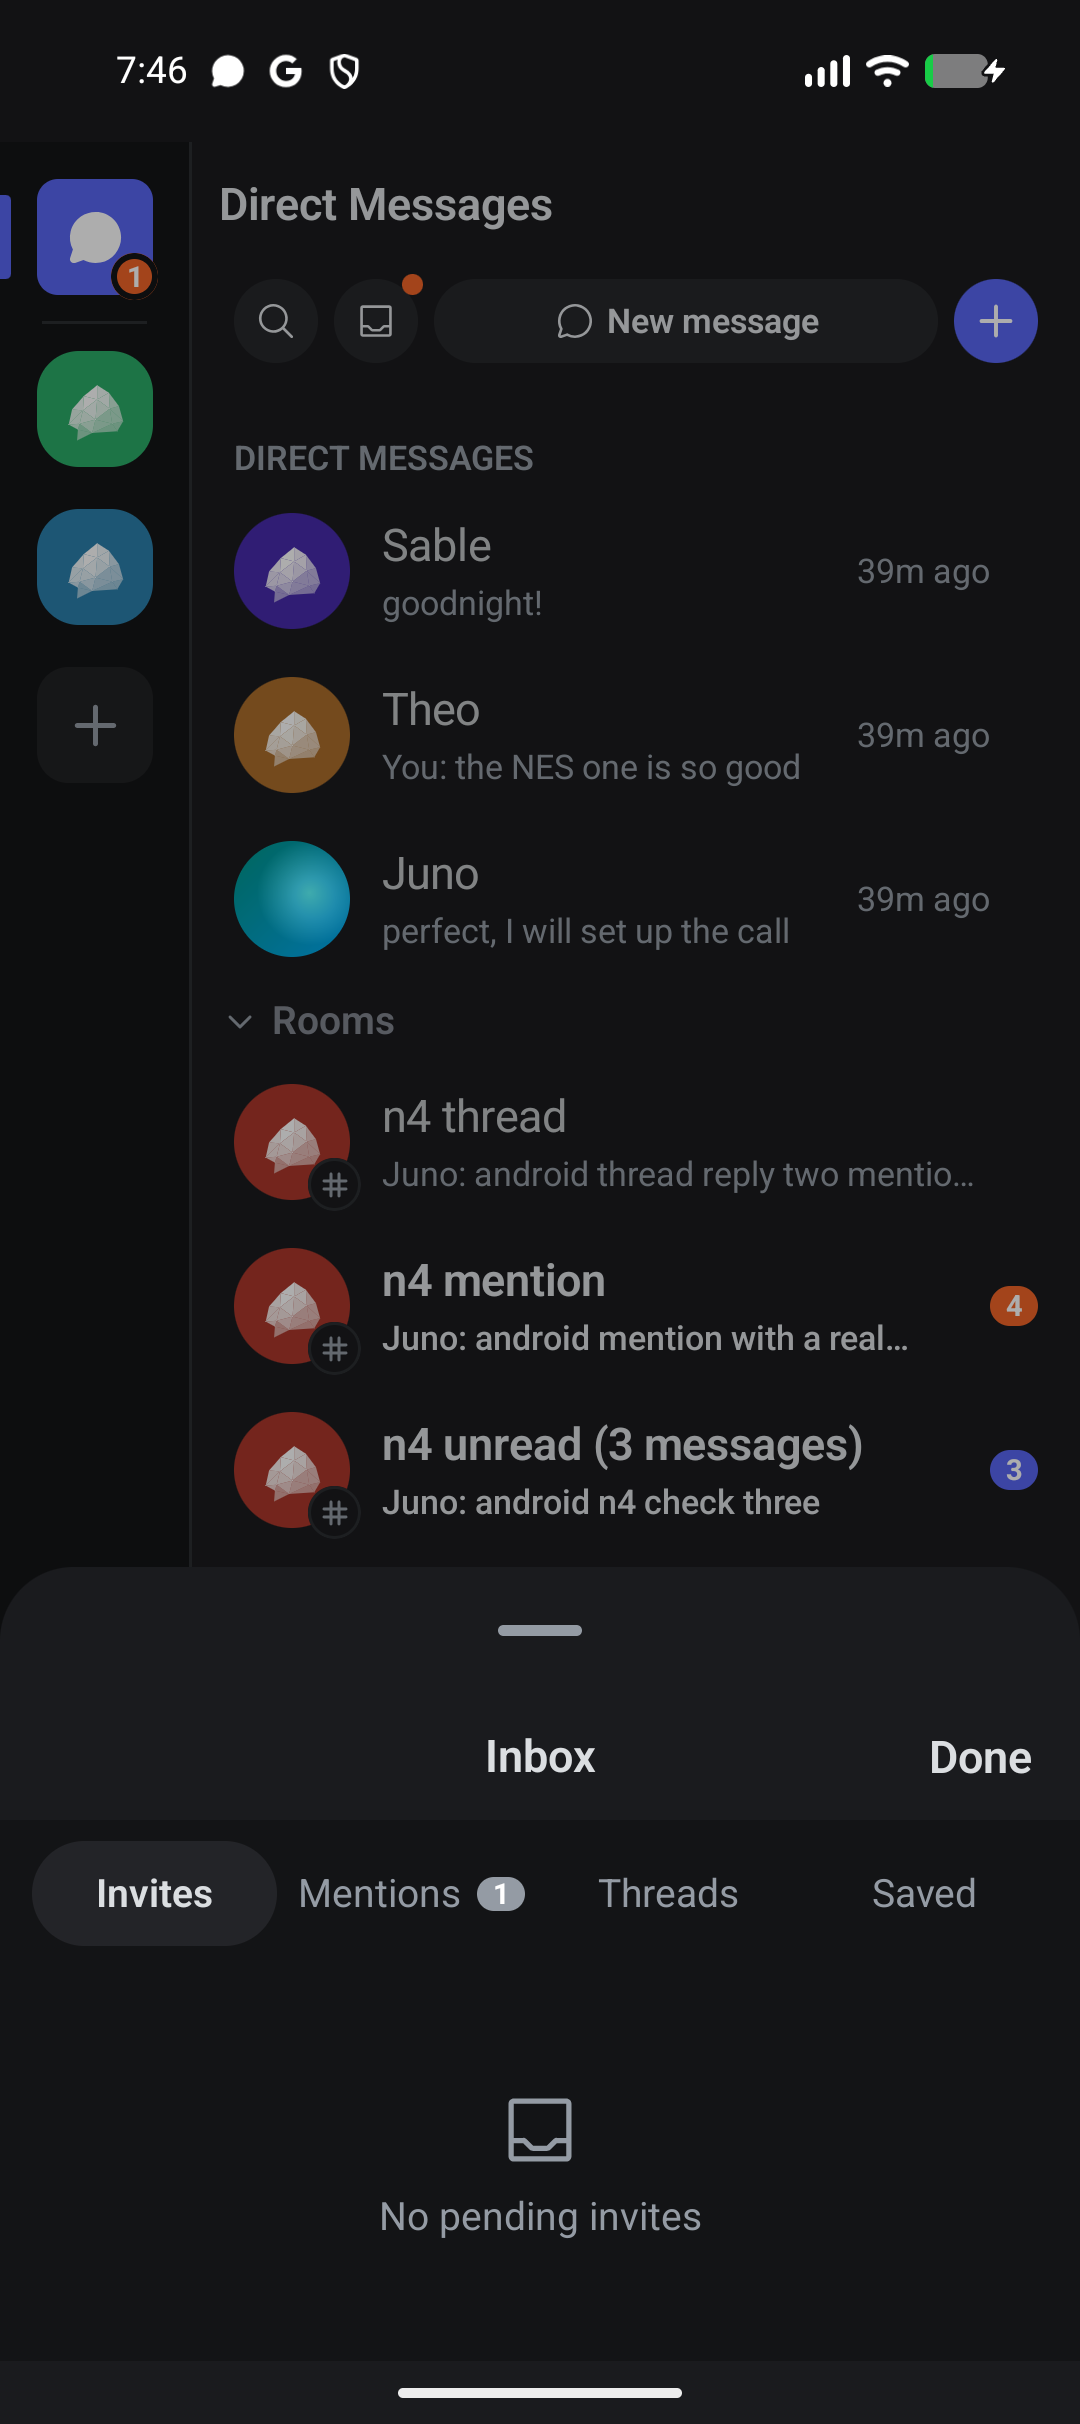 7:46
Direct Messages
1
New message
DIRECT MESSAGES
Sable
goodnight!
39m ago
Theo
You: the NES one is so good
39m ago
Juno
perfect, I will set up the call
39m ago
Rooms
n4 thread
Juno: android thread reply two mentio…
n4 mention
Juno: android mention with a real…
4
n4 unread (3 messages)
Juno: android n4 check three
3
Inbox
Done
Invites
Mentions 1
Threads
Saved
No pending invites